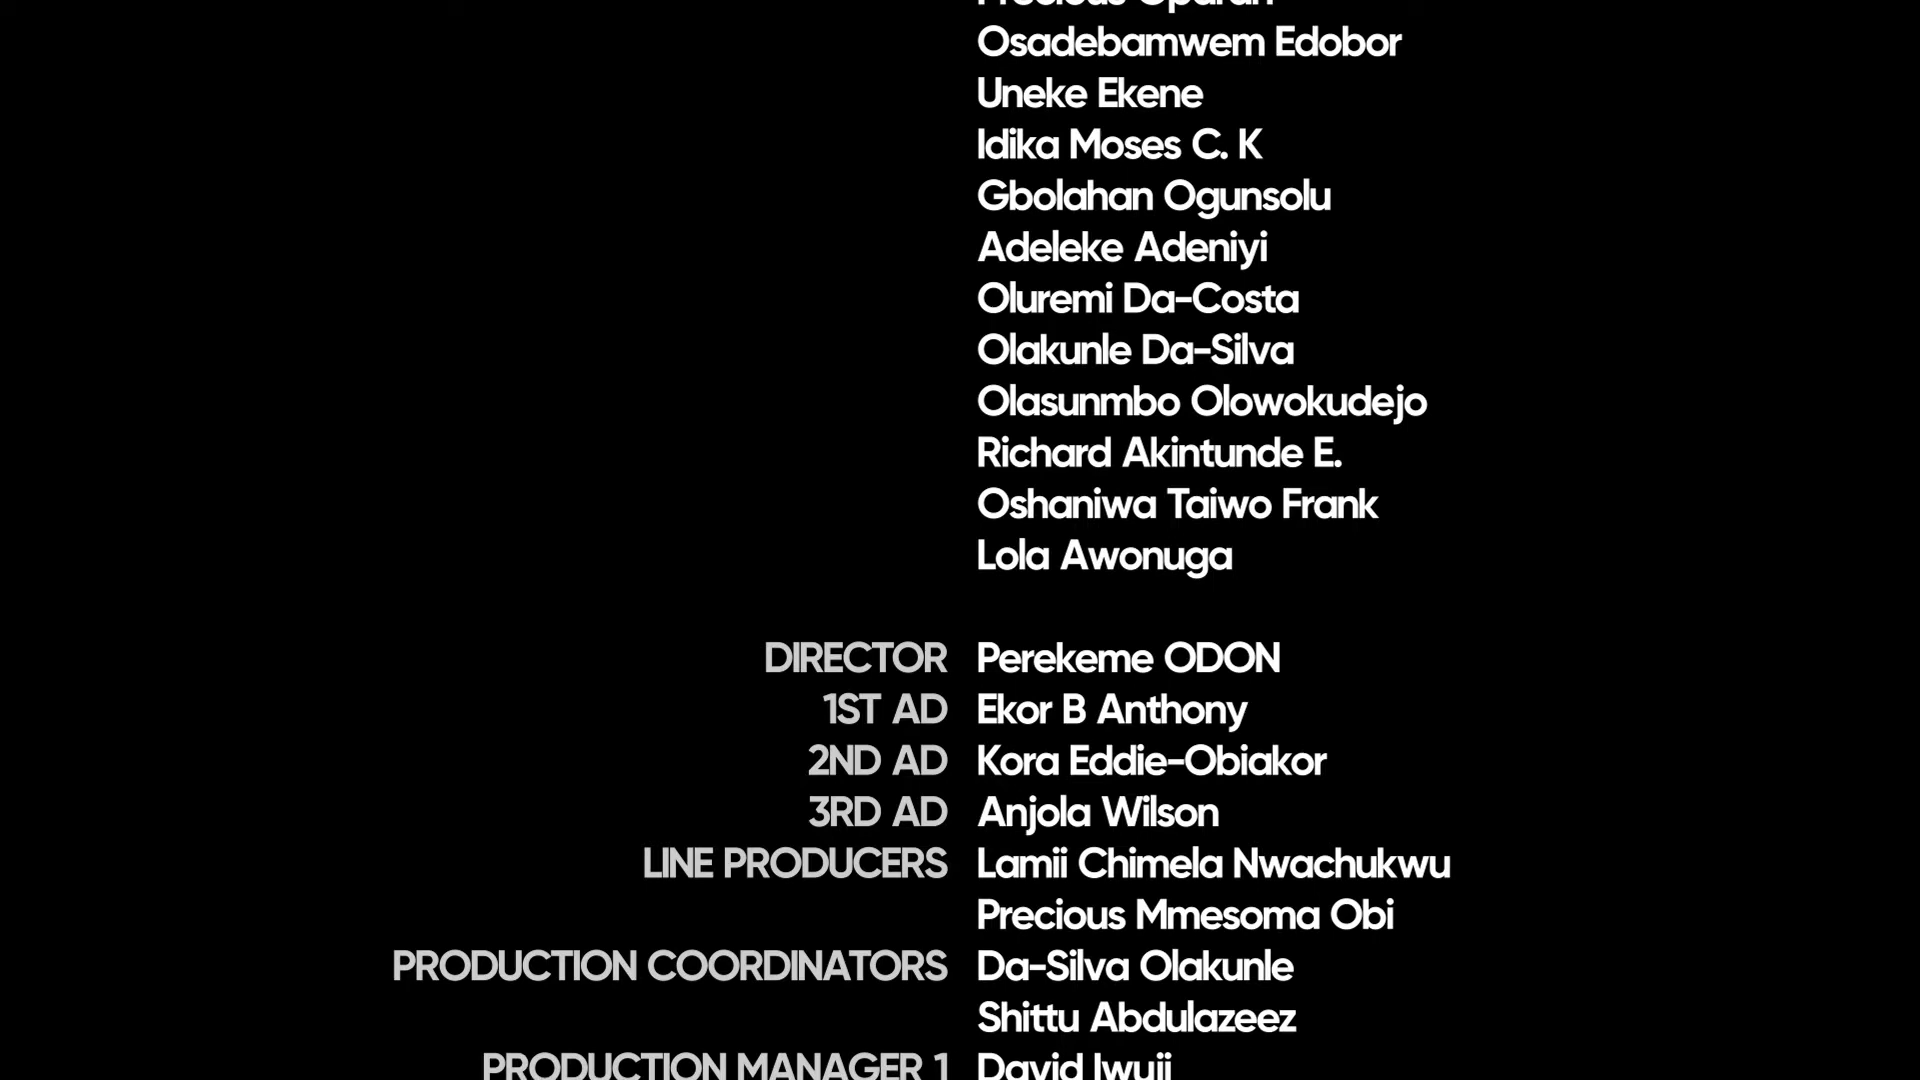 Osadebamwem Edobor
Uneke Ekene
Idika Moses C. K
Gbolahan Ogunsolu
Adeleke Adeniyi
Oluremi Da-Costa
Olakunle Da-Silva
Olasunmbo Olowokudejo
Richard Akintunde E.
Oshaniwa Taiwo Frank
Lola Awonuga
DIRECTOR Perekeme ODON
1ST AD Ekor B Anthony
2ND AD Kora Eddie-Obiakor
3RD AD Anjola Wilson
LINE PRODUCERS Lamii Chimela Nwachukwu
Precious Mmesoma Obi
PRODUCTION COORDINATORS Da-Silva Olakunle
Shittu Abdulazeez
PRODUCTION MANAGER 1 David Iwuji